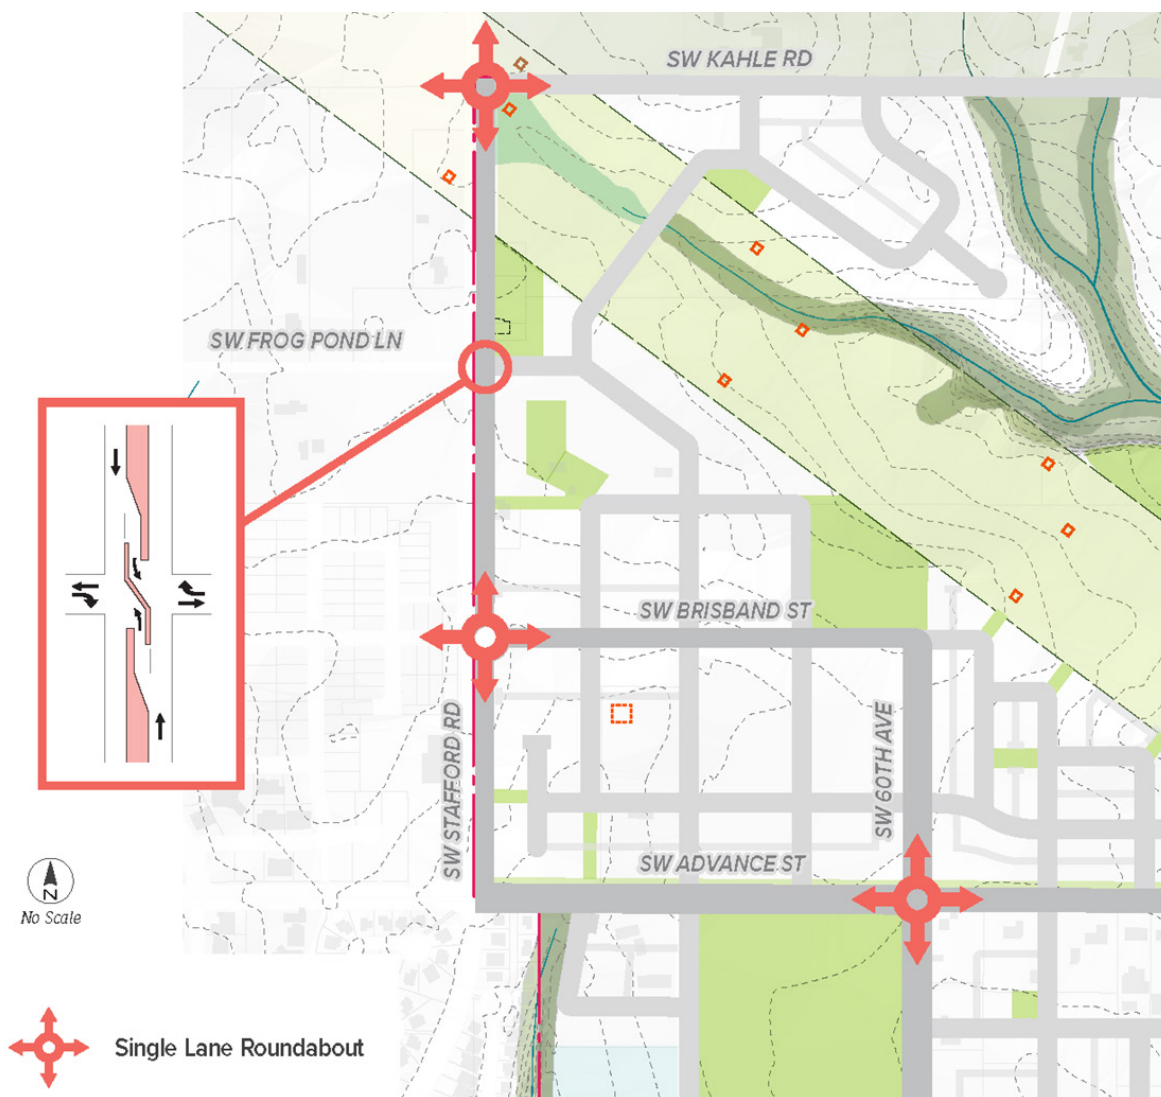 SW KAHLE RD
SW FROG POND LN
SW BRISBAND ST
SW STAFFORD RD
SW 60TH AVE
SW ADVANCE ST
N
No Scale
Single Lane Roundabout